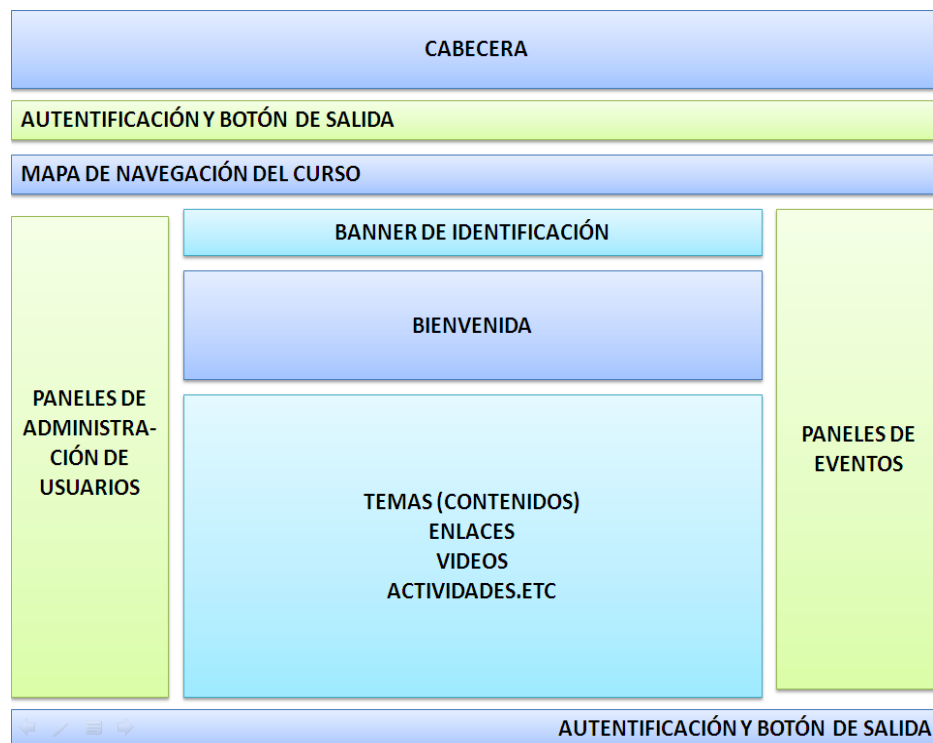 CABECERA
AUTENTIFICACIÓN Y BOTÓN DE SALIDA
MAPA DE NAVEGACIÓN DEL CURSO
BANNER DE IDENTIFICACIÓN
BIENVENIDA
PANELES DE
ADMINISTRA-
CIÓN DE
USUARIOS
TEMAS (CONTENIDOS)
ENLACES
VIDEOS
ACTIVIDADES.ETC
PANELES DE
EVENTOS
AUTENTIFICACIÓN Y BOTÓN DE SALIDA